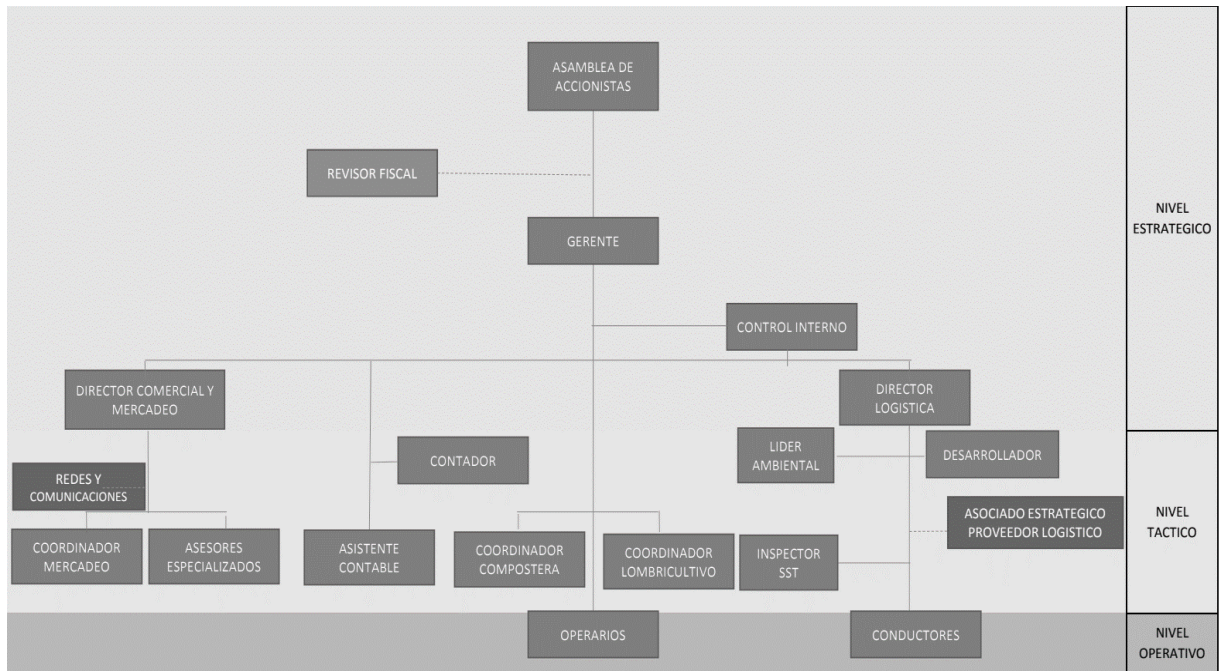 ASAMBLEA DE
ACCIONISTAS
REVISOR FISCAL
GERENTE
CONTROL INTERNO
NIVEL
ESTRATEGICO
DIRECTOR COMERCIAL Y
MERCADEO
DIRECTOR
LOGISTICA
CONTADOR
LIDER
AMBIENTAL
DESARROLLADOR
REDES Y
COMUNICACIONES
ASOCIADO ESTRATEGICO
PROVEEDOR LOGISTICO
NIVEL
TACTICO
COORDINADOR
MERCADEO
ASESORES
ESPECIALIZADOS
ASISTENTE
CONTABLE
COORDINADOR
COMPOSTERA
COORDINADOR
LOMBRICULTIVO
INSPECTOR
SST
OPERARIOS
CONDUCTORES
NIVEL
OPERATIVO